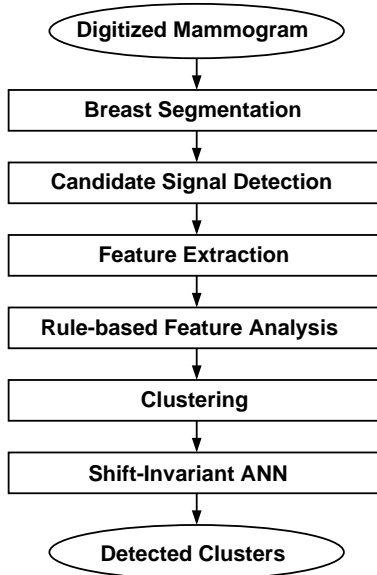 Digitized Mammogram
Breast Segmentation
Candidate Signal Detection
Feature Extraction
Rule-based Feature Analysis
Clustering
Shift-Invariant ANN
Detected Clusters